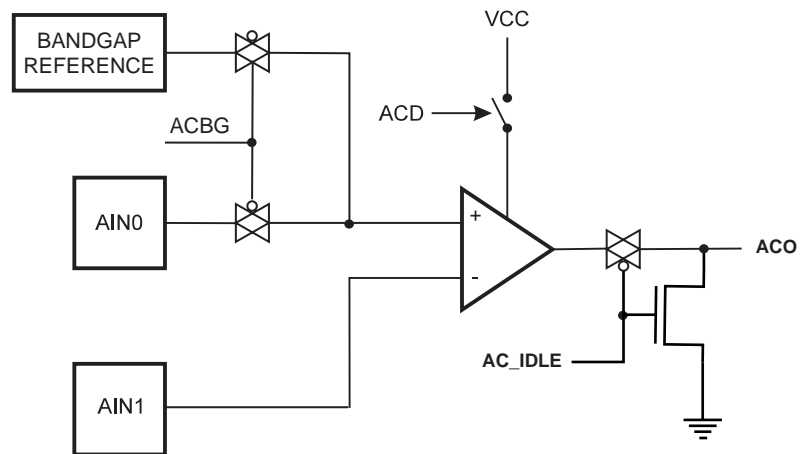 BANDGAP
REFERENCE
VCC
ACBG
ACD
AIN0
+
-
ACO
AC_IDLE
AIN1